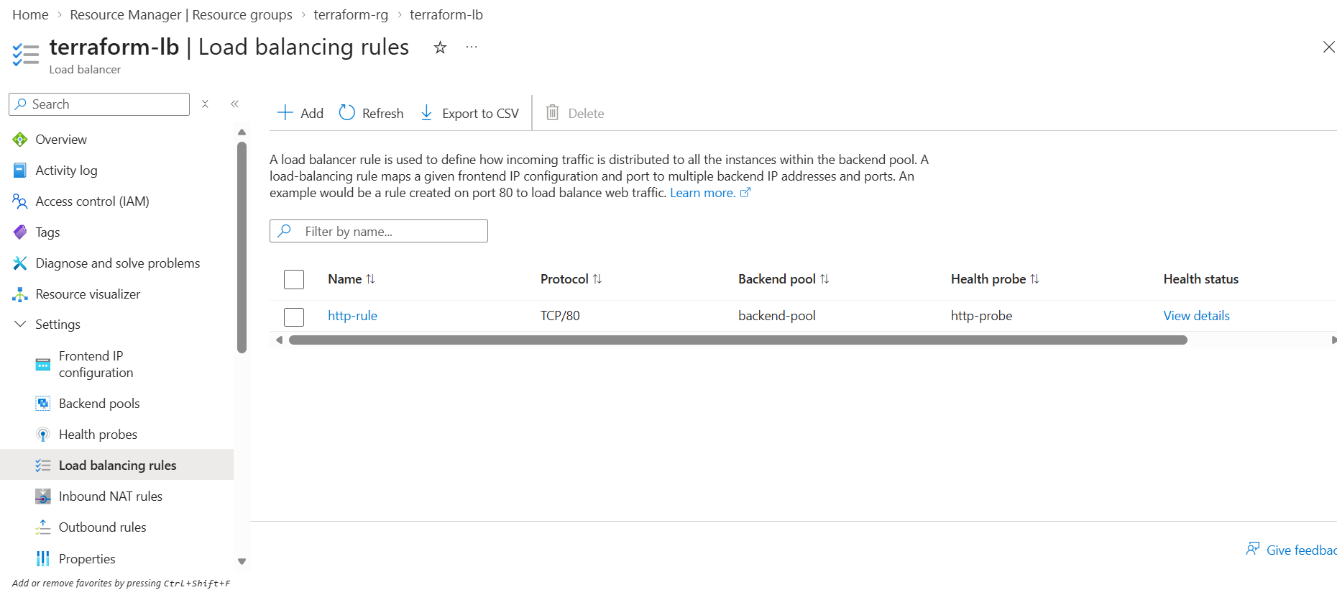 Home > Resource Manager | Resource groups > terraform-rg > terraform-lb
terraform-lb | Load balancing rules
Load balancer
Search
Overview
Activity log
Access control (IAM)
Tags
Diagnose and solve problems
Resource visualizer
Settings
Frontend IP
configuration
Backend pools
Health probes
Load balancing rules
Inbound NAT rules
Outbound rules
Properties
Add or remove favorites by pressing Ctrl+Shift+F
Add Refresh Export to CSV Delete
A load balancer rule is used to define how incoming traffic is distributed to all the instances within the backend pool. A
load-balancing rule maps a given frontend IP configuration and port to multiple backend IP addresses and ports. An
example would be a rule created on port 80 to load balance web traffic. Learn more.
Filter by name...
Name Protocol Backend pool Health probe Health status
http-rule TCP/80 backend-pool http-probe View details
Give feedbac